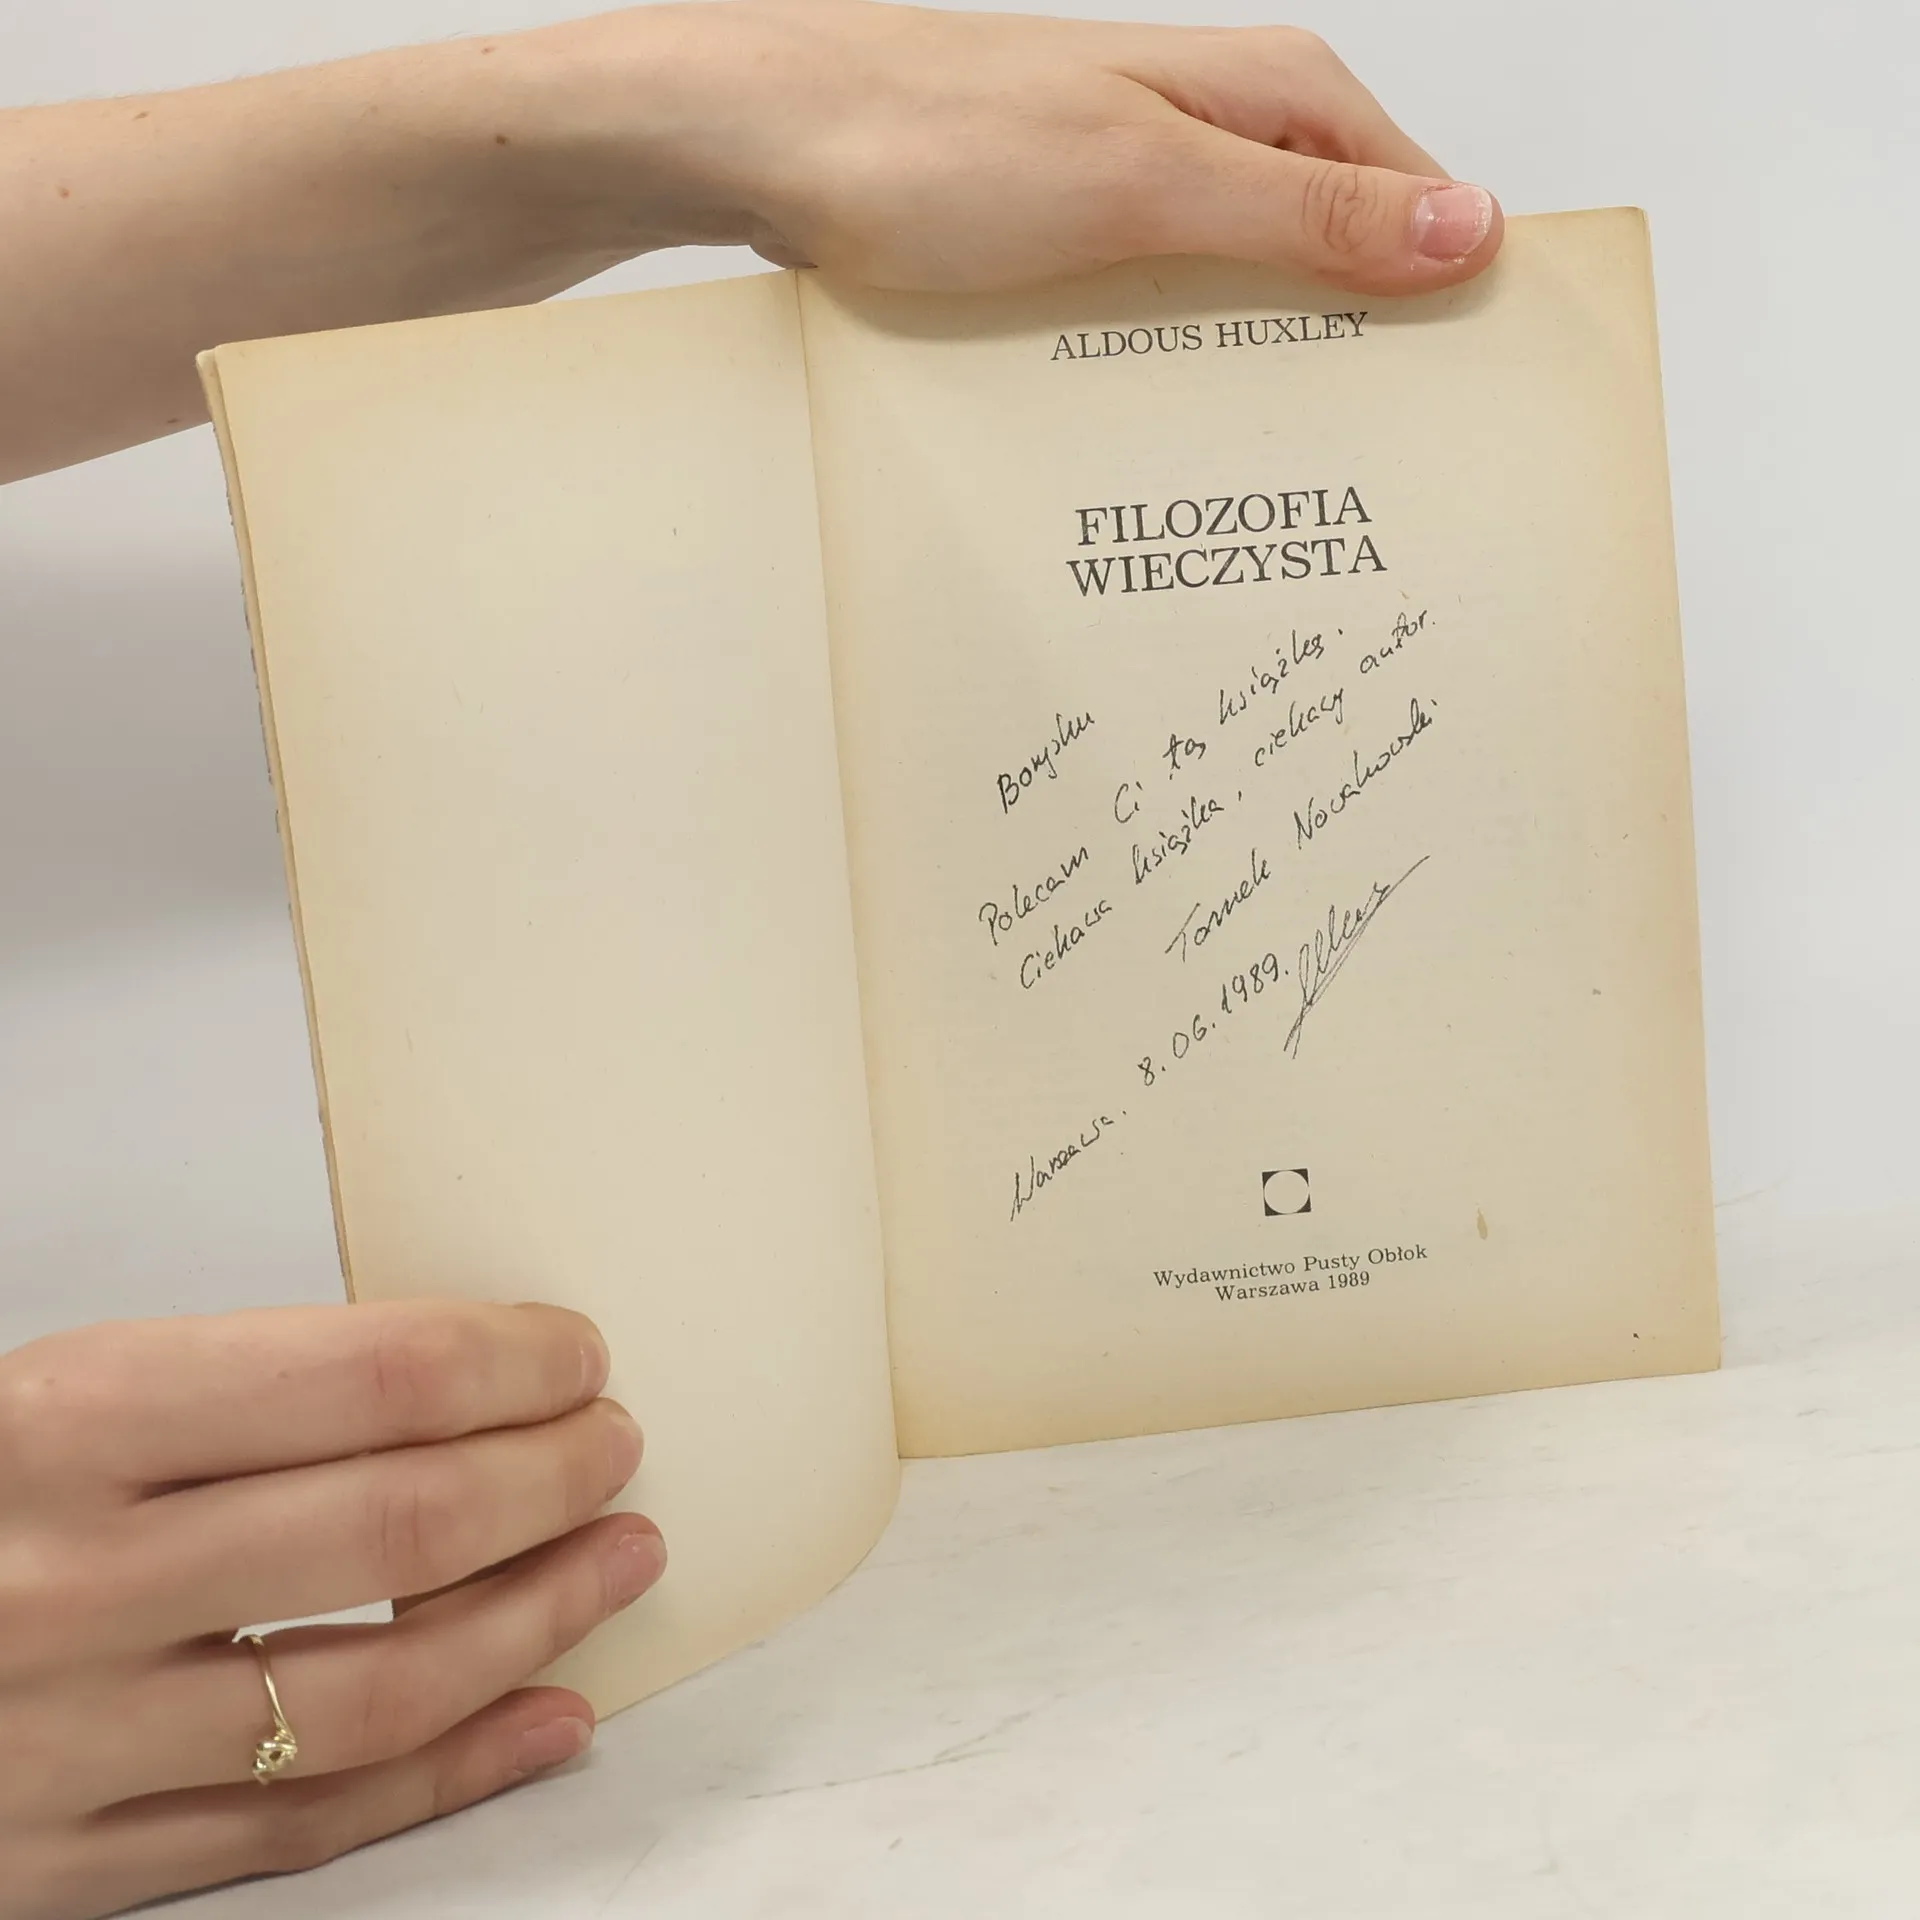 ALDOUS HUXLEY
FILOZOFIA
WIECZYSTA
Borysku
Polecam Ci tę książkę.
Ciekawa książka, ciekawy autor.
Tomek Nowakowski
Warszawa. 8.06.1989.
Wydawnictwo Pusty Obłok
Warszawa 1989